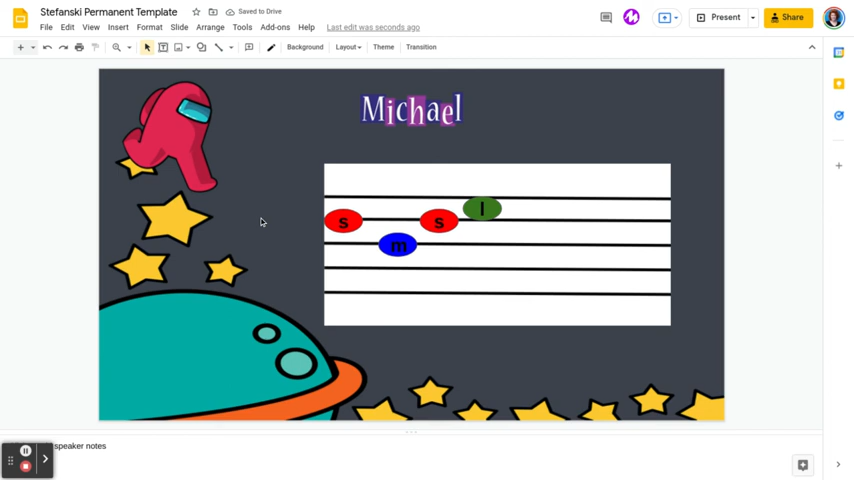 Stefanski Permanent Template
Saved to Drive
File Edit View Insert Format Slide Arrange Tools Add-ons Help Last edit was seconds ago
Present
Share
Background Layout Theme Transition
Michael
s m s l
speaker notes